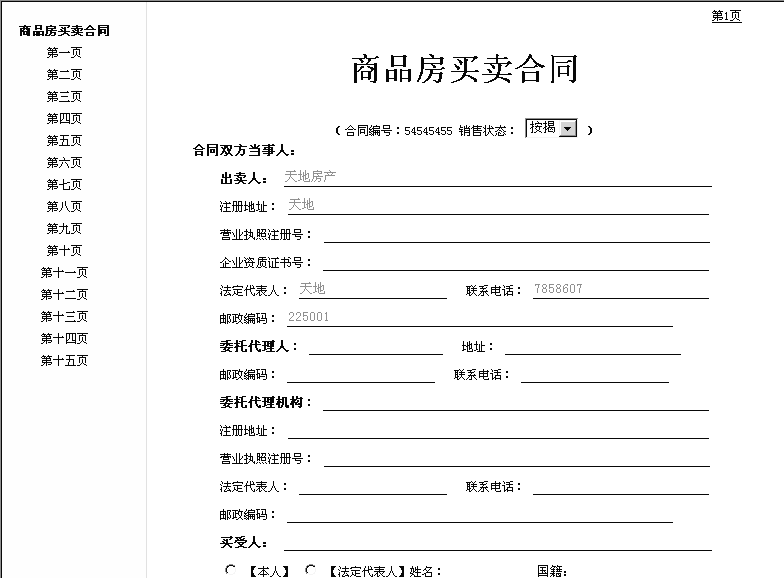 第1页
商品房买卖合同
第一页
第二页
第三页
第四页
第五页
第六页
第七页
第八页
第九页
第十页
第十一页
第十二页
第十三页
第十四页
第十五页
商品房买卖合同
( 合同编号：54545455 销售状态： 按揭 )
合同双方当事人:
出卖人： 天地房产
注册地址： 天地
营业执照注册号：
企业资质证书号：
法定代表人： 天地 联系电话： 7858607
邮政编码： 225001
委托代理人： 地址：
邮政编码： 联系电话：
委托代理机构：
注册地址：
营业执照注册号：
法定代表人： 联系电话：
邮政编码：
买受人：
【本人】 【法定代表人】姓名： 国籍: